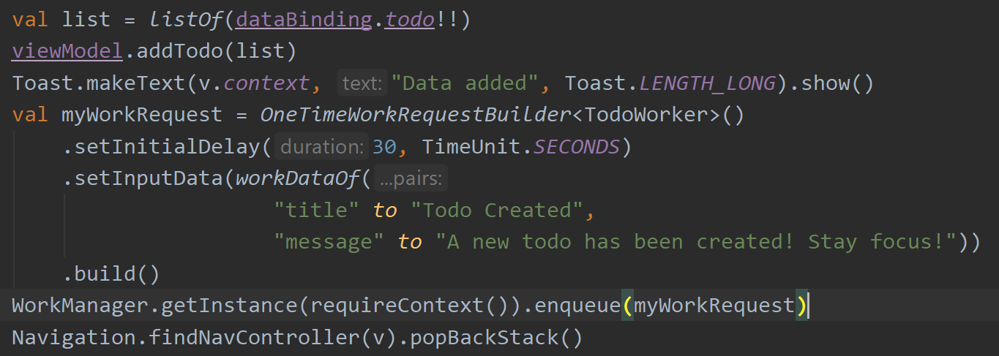 val list = listOf(dataBinding.todo!!)
viewModel.addTodo(list)
Toast.makeText(v.context, text: "Data added", Toast.LENGTH_LONG).show()
val myWorkRequest = OneTimeWorkRequestBuilder<TodoWorker>()
.setInitialDelay( duration: 30, TimeUnit.SECONDS)
.setInputData(workDataOf( ...pairs:
"title" to "Todo Created",
"message" to "A new todo has been created! Stay focus!"))
.build()
WorkManager.getInstance(requireContext()).enqueue(myWorkRequest)
Navigation.findNavController(v).popBackStack()